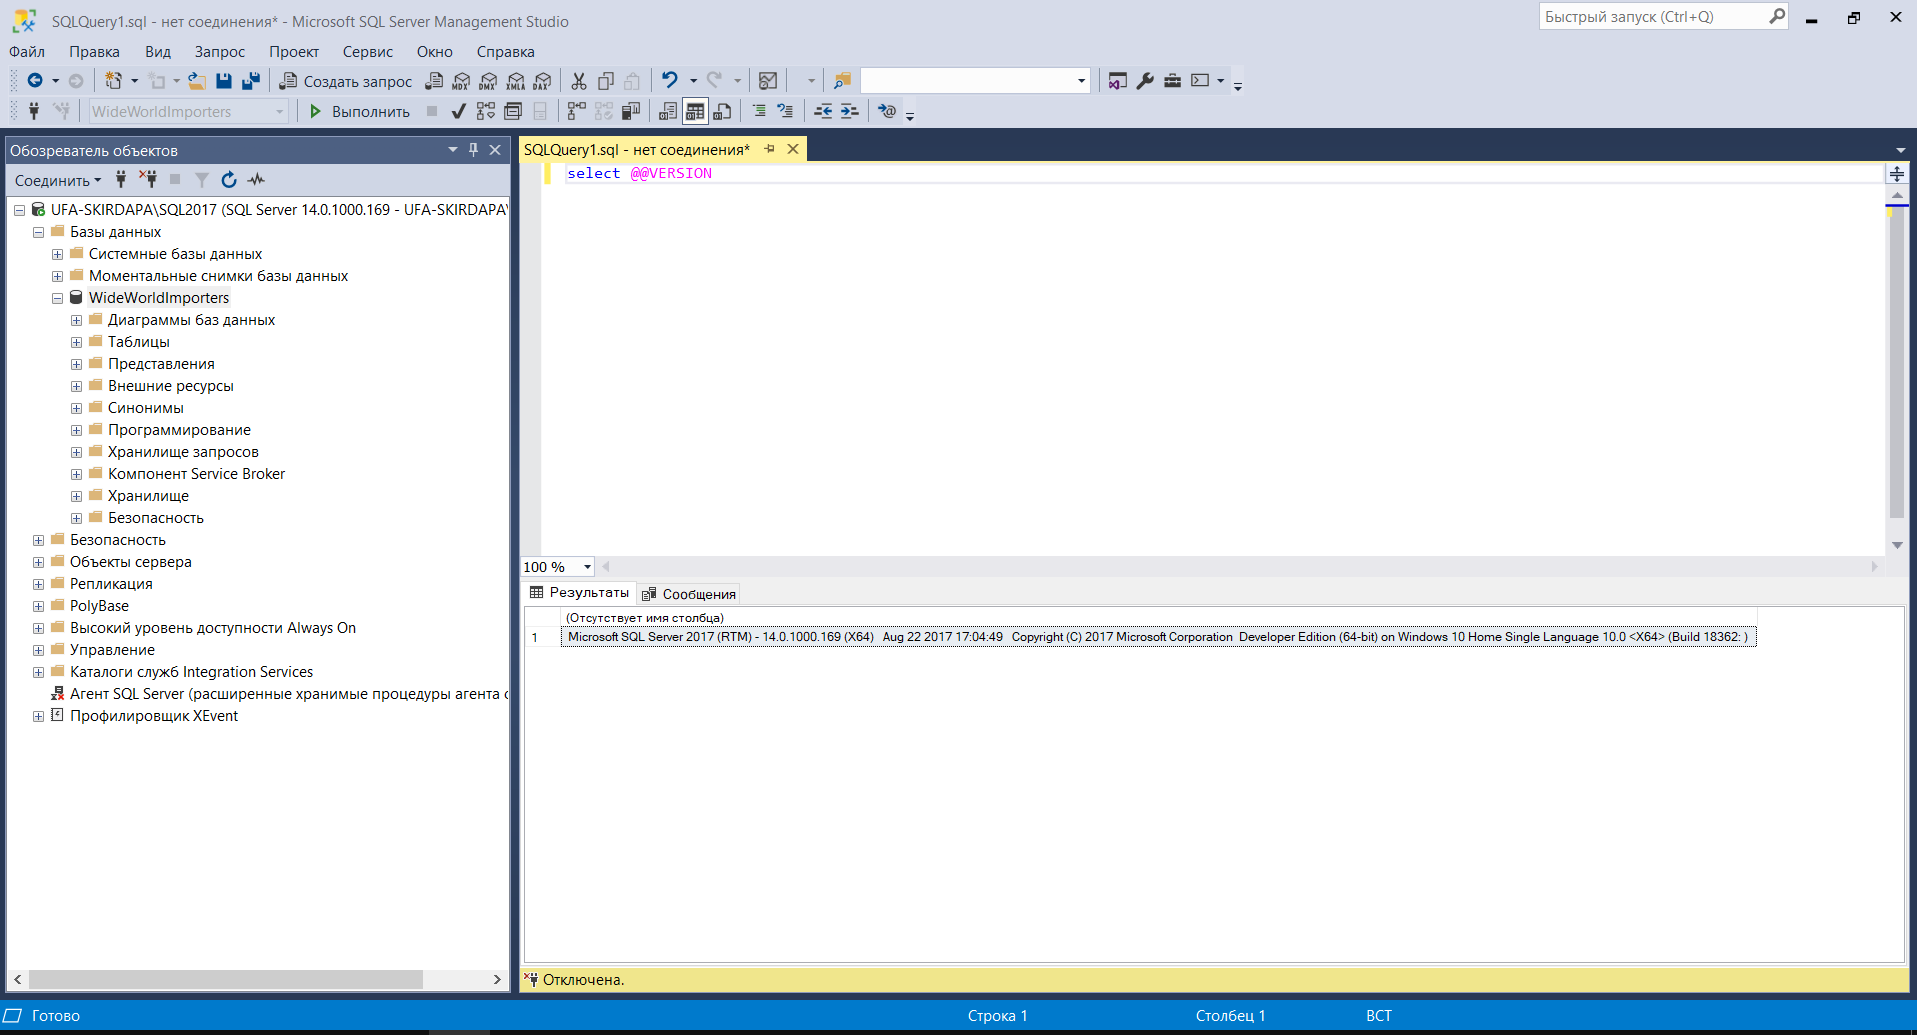 SQLQuery1.sql - нет соединения* - Microsoft SQL Server Management Studio
Быстрый запуск (Ctrl+Q)
Файл Правка Вид Запрос Проект Сервис Окно Справка
Создать запрос MDX DMX XMLA DAX
WideWorldImporters Выполнить
Обозреватель объектов
Соединить
UFA-SKIRDAPA\SQL2017 (SQL Server 14.0.1000.169 - UFA-SKIRDAPA\
Базы данных
Системные базы данных
Моментальные снимки базы данных
WideWorldImporters
Диаграммы баз данных
Таблицы
Представления
Внешние ресурсы
Синонимы
Программирование
Хранилище запросов
Компонент Service Broker
Хранилище
Безопасность
Безопасность
Объекты сервера
Репликация
PolyBase
Высокий уровень доступности Always On
Управление
Каталоги служб Integration Services
Агент SQL Server (расширенные хранимые процедуры агента с
Профилировщик XEvent
SQLQuery1.sql - нет соединения*
select @@VERSION
100 %
Результаты Сообщения
(Отсутствует имя столбца)
1 Microsoft SQL Server 2017 (RTM) - 14.0.1000.169 (X64) Aug 22 2017 17:04:49 Copyright (C) 2017 Microsoft Corporation Developer Edition (64-bit) on Windows 10 Home Single Language 10.0 <X64> (Build 18362: )
Отключена.
Готово Строка 1 Столбец 1 ВСТ